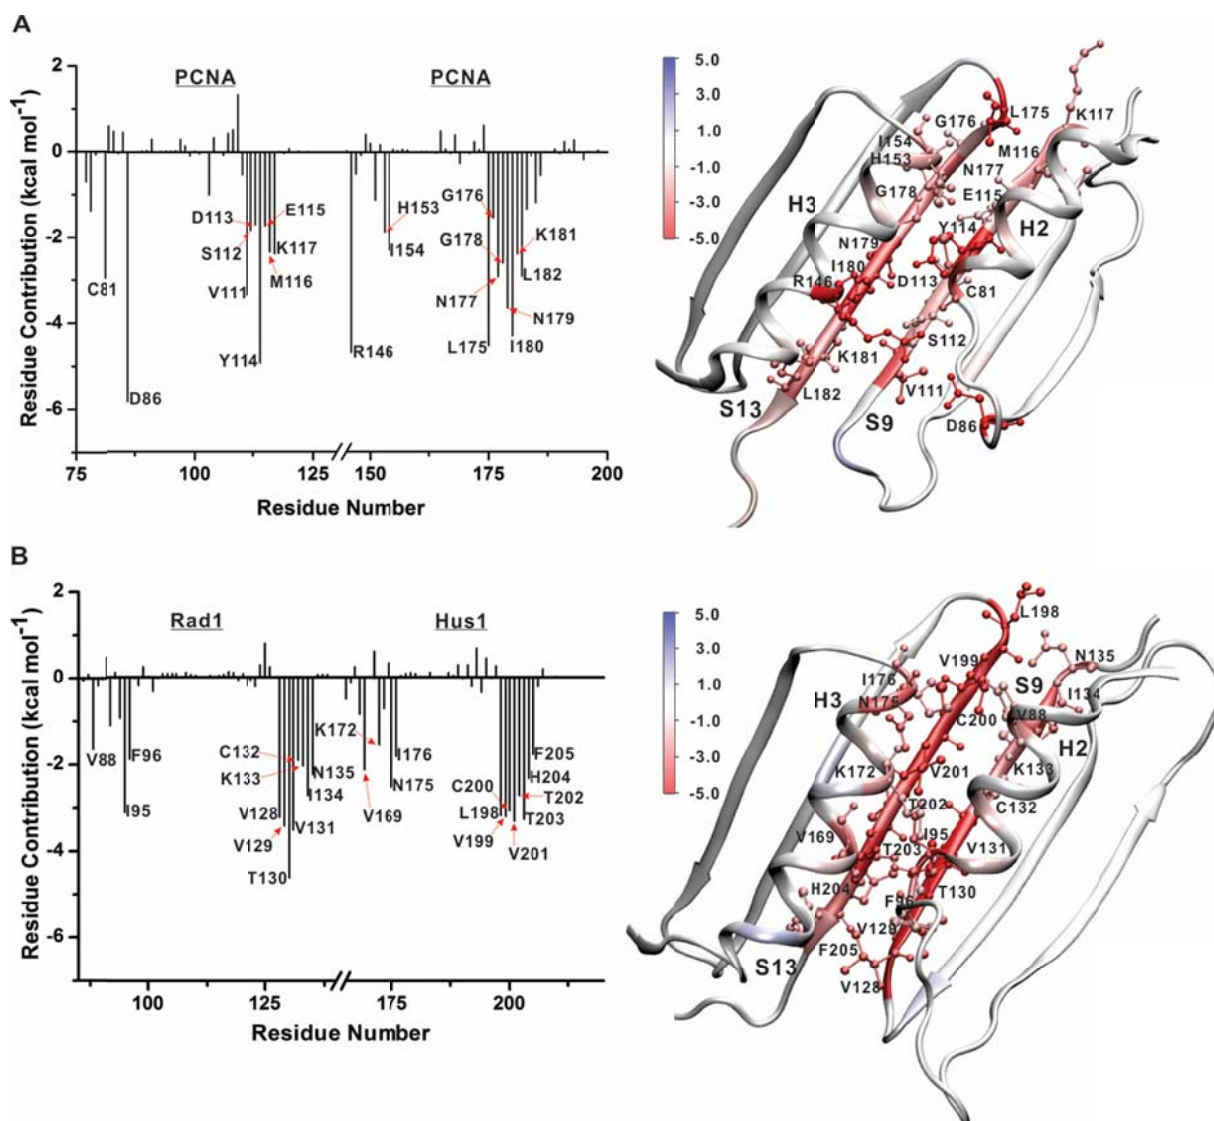 A
PCNA
PCNA
Residue Contribution (kcal mol-1)
2
0
-2
-4
-6
75
100
125
150
175
200
Residue Number
C81
D86
D113
S112
V111
Y114
E115
K117
M116
H153
I154
R146
G176
G178
N177
L175
K181
L182
N179
I180
5.0
3.0
1.0
-1.0
-3.0
-5.0
L175
K117
G176
M116
I154
H153
N177
G178
E115
H3
Y114
H2
N179
I180
R146
D113
C81
S112
K181
V111
L182
S13
S9
D86
B
Rad1
Hus1
Residue Contribution (kcal mol-1)
2
0
-2
-4
-6
100
125
175
200
Residue Number
V88
F96
I95
C132
K133
V128
V129
T130
N135
I134
V131
K172
I176
N175
V169
C200
L198
V199
V201
F205
H204
T202
T203
5.0
3.0
1.0
-1.0
-3.0
-5.0
L198
N135
V199
S9
I176
I134
H3
N175
C200
V88
H2
K172
V201
K133
T202
C132
V169
I95
T203
V131
H204
F96
T130
V129
F205
S13
V128